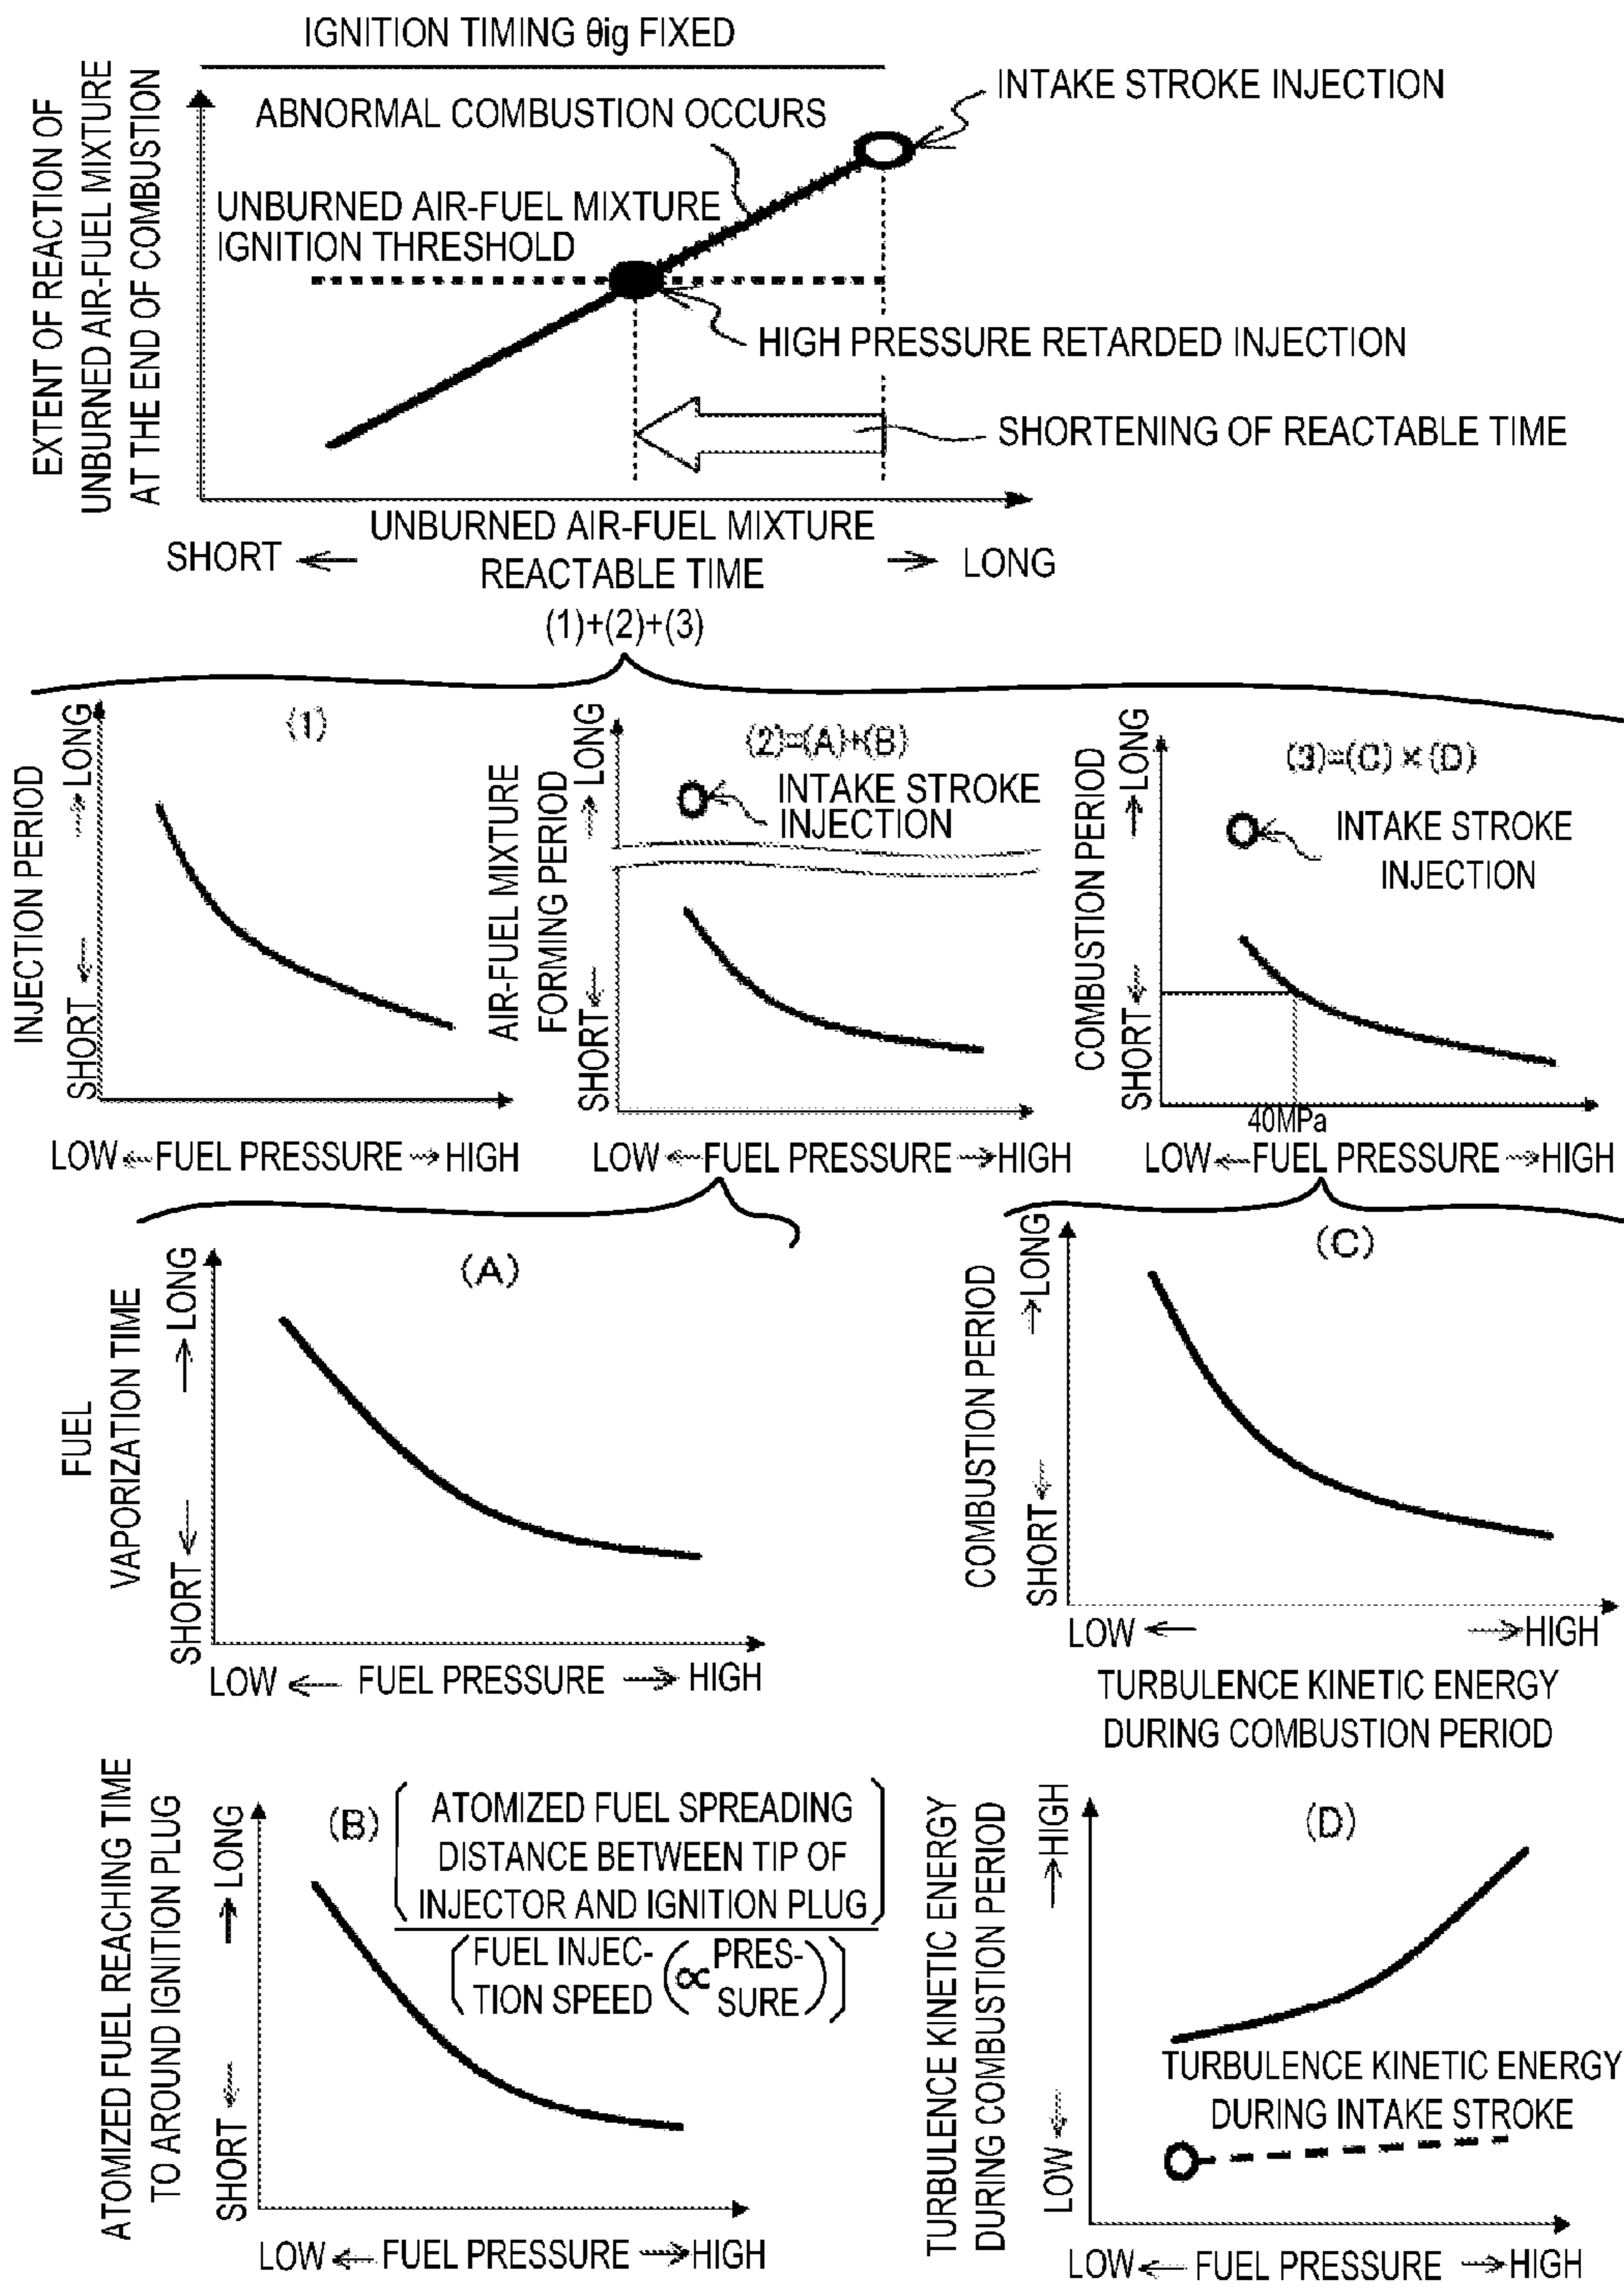 IGNITION TIMING θig FIXED
EXTENT OF REACTION OF
UNBURNED AIR-FUEL MIXTURE
AT THE END OF COMBUSTION
ABNORMAL COMBUSTION OCCURS
INTAKE STROKE INJECTION
UNBURNED AIR-FUEL MIXTURE
IGNITION THRESHOLD
HIGH PRESSURE RETARDED INJECTION
SHORTENING OF REACTABLE TIME
SHORT ← UNBURNED AIR-FUEL MIXTURE → LONG
REACTABLE TIME
(1)+(2)+(3)
INJECTION PERIOD
SHORT ← → LONG
(1)
LOW ← FUEL PRESSURE → HIGH
AIR-FUEL MIXTURE
FORMING PERIOD
SHORT ← → LONG
(2)=(A)+(B)
INTAKE STROKE
INJECTION
LOW ← FUEL PRESSURE → HIGH
COMBUSTION PERIOD
SHORT ← → LONG
(3)=(C) × (D)
INTAKE STROKE
INJECTION
40MPa
LOW ← FUEL PRESSURE → HIGH
FUEL
VAPORIZATION TIME
SHORT ← → LONG
(A)
LOW ← FUEL PRESSURE → HIGH
COMBUSTION PERIOD
SHORT ← → LONG
(C)
LOW ← → HIGH
TURBULENCE KINETIC ENERGY
DURING COMBUSTION PERIOD
ATOMIZED FUEL REACHING TIME
TO AROUND IGNITION PLUG
SHORT ← → LONG
(B)
ATOMIZED FUEL SPREADING
DISTANCE BETWEEN TIP OF
INJECTOR AND IGNITION PLUG
FUEL INJEC- (∝ PRES-
TION SPEED SURE)
LOW ← FUEL PRESSURE → HIGH
TURBULENCE KINETIC ENERGY
DURING COMBUSTION PERIOD
LOW ← → HIGH
(D)
TURBULENCE KINETIC ENERGY
DURING INTAKE STROKE
LOW ← FUEL PRESSURE → HIGH